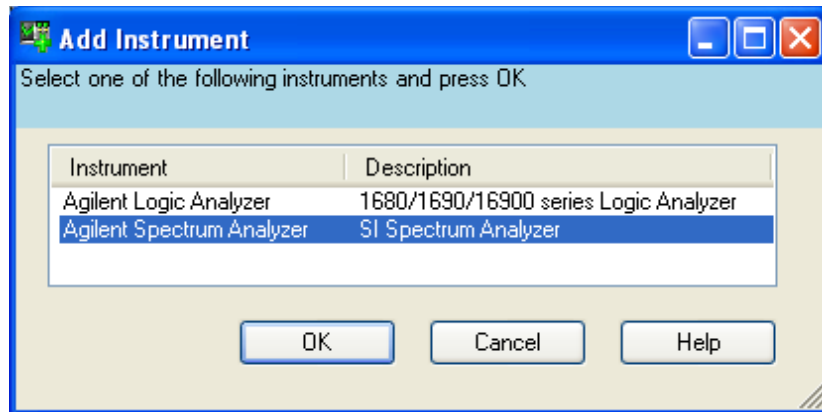 Add Instrument
Select one of the following instruments and press OK
Instrument Description
Agilent Logic Analyzer 1680/1690/16900 series Logic Analyzer
Agilent Spectrum Analyzer SI Spectrum Analyzer
OK Cancel Help